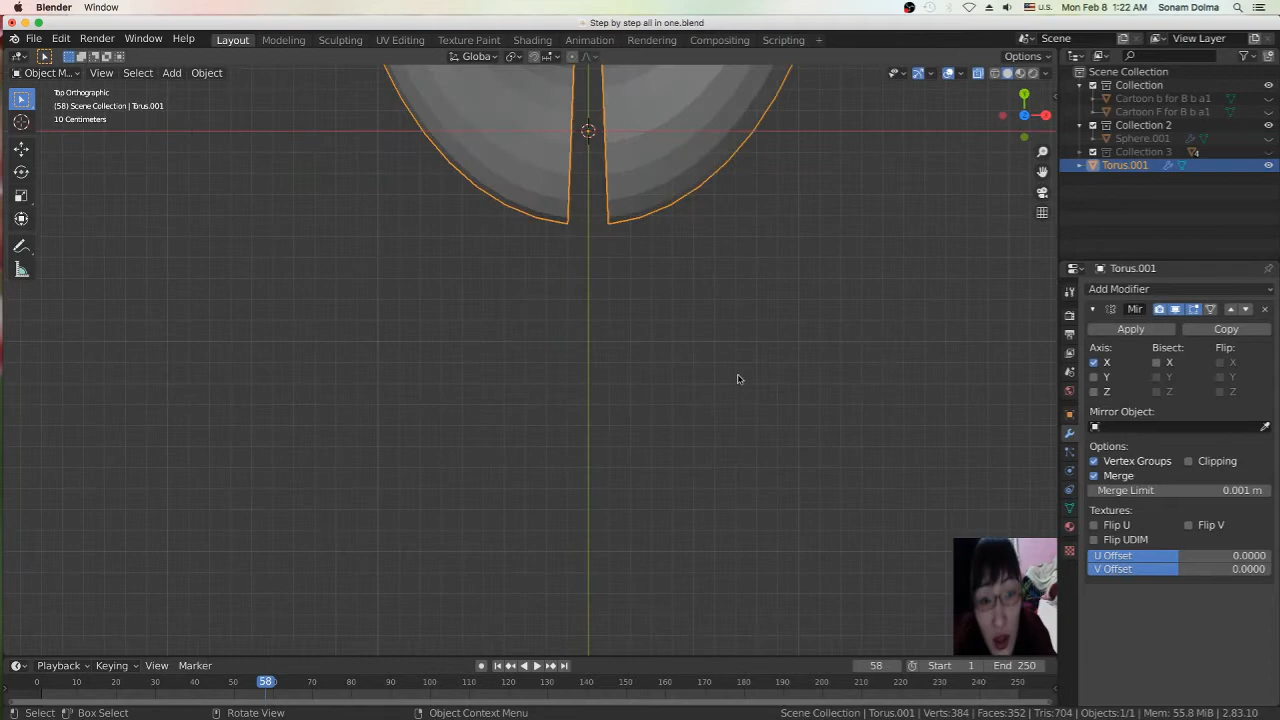 Blender Window U.S. Mon Feb 8 1:22 AM Sonam Dolma
Step by step all in one.blend
File Edit Render Window Help Layout Modeling Sculpting UV Editing Texture Paint Shading Animation Rendering Compositing Scripting + Scene View Layer
Globa Options
Object M... View Select Add Object
Scene Collection
Top Orthographic
(58) Scene Collection | Torus.001
10 Centimeters
Y
Z
X
Collection
Cartoon b for B b a1
Cartoon F for B b a1
Collection 2
Sphere.001
Collection 3 4
Torus.001
Torus.001
Add Modifier
Mir
Apply Copy
Axis: Bisect: Flip:
X X X
Y Y Y
Z Z Z
Mirror Object:
Options:
Vertex Groups Clipping
Merge
Merge Limit 0.001 m
Textures:
Flip U Flip V
Flip UDIM
U Offset 0.0000
V Offset 0.0000
Playback Keying View Marker 58 Start 1 End 250
0 10 20 30 40 50 58 70 80 90 100 110 120 130 140 150 160 170 180 190 200 210 220 230 240 250
Select Box Select Rotate View Object Context Menu Scene Collection | Torus.001 | Verts:384 | Faces:352 | Tris:704 | Objects:1/1 | Mem: 55.8 MiB | 2.83.10